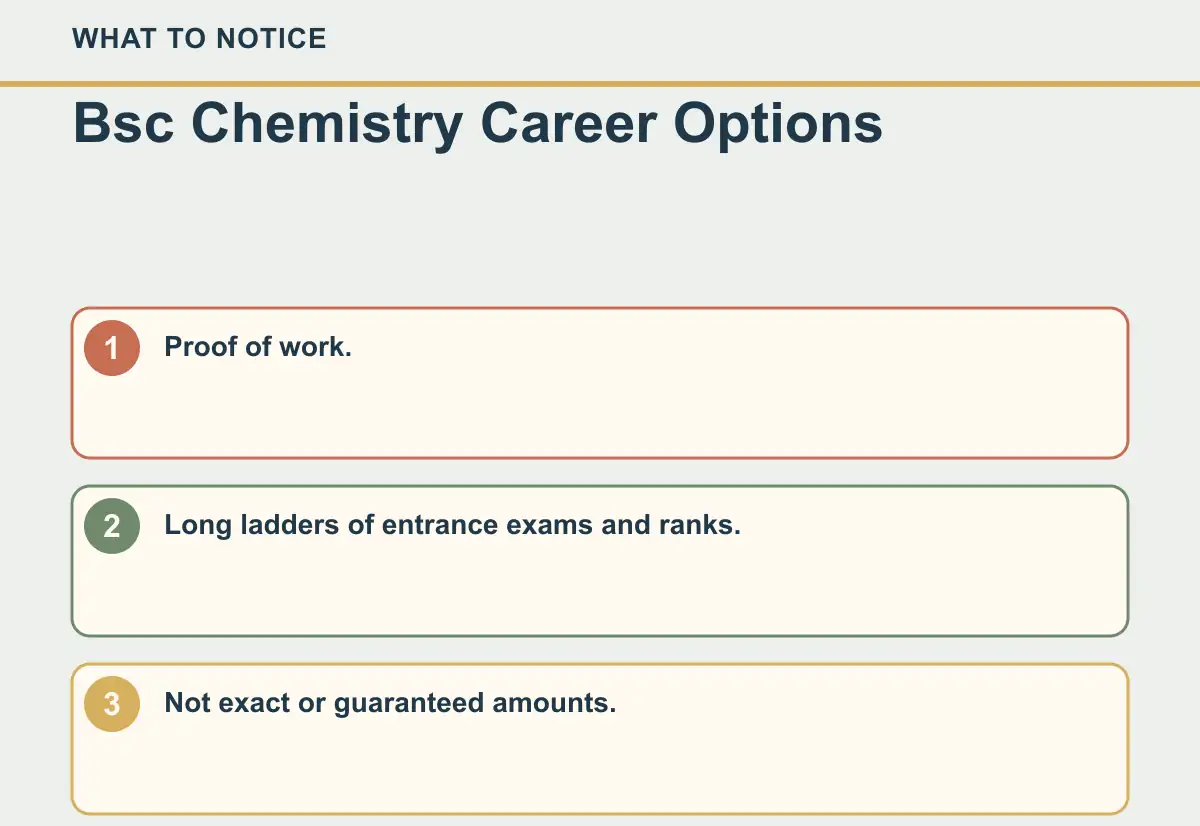 WHAT TO NOTICE
Bsc Chemistry Career Options
1 Proof of work.
2 Long ladders of entrance exams and ranks.
3 Not exact or guaranteed amounts.